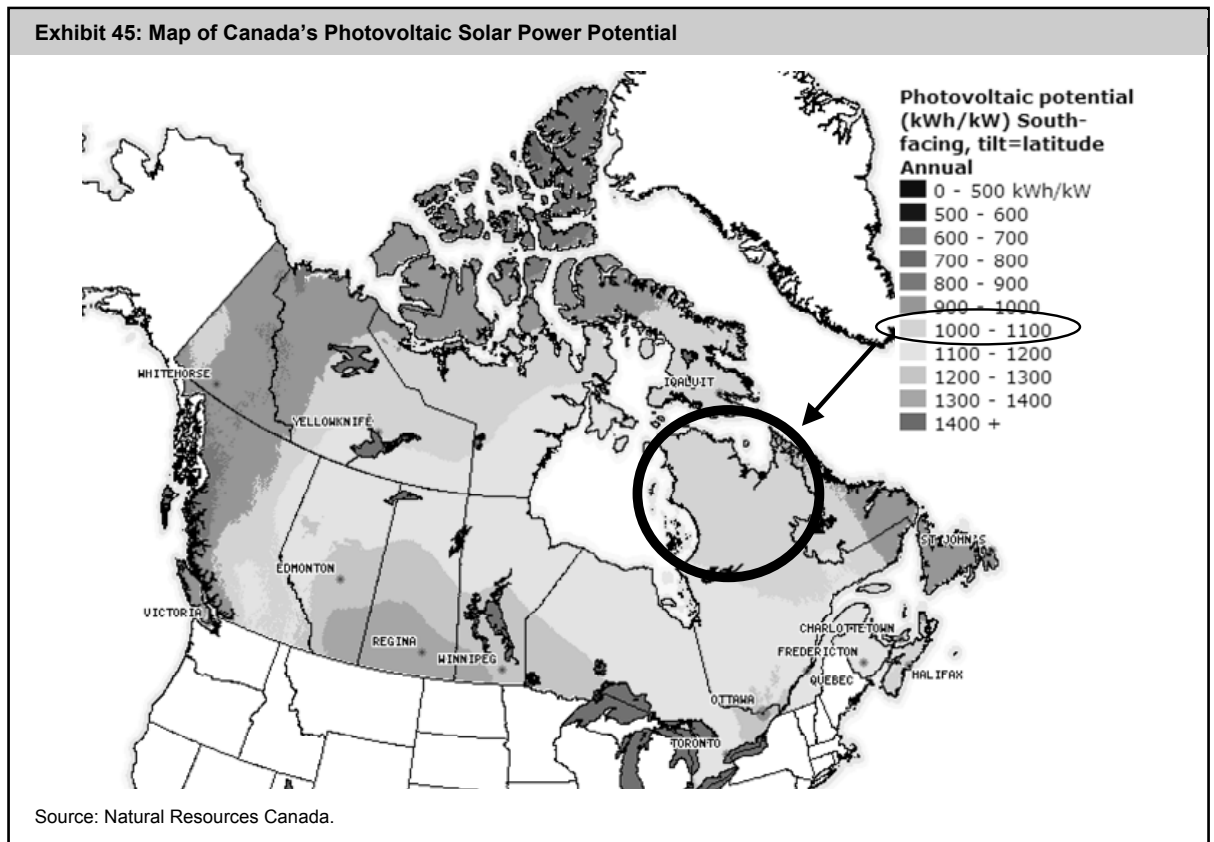 Exhibit 45: Map of Canada's Photovoltaic Solar Power Potential
Photovoltaic potential
(kWh/kW) South-
facing, tilt=latitude
Annual
0 - 500 kWh/kW
500 - 600
600 - 700
700 - 800
800 - 900
900 - 1000
1000 - 1100
1100 - 1200
1200 - 1300
1300 - 1400
1400 +
WHITEHORSE
IQALUIT
YELLOWKNIFE
ST JOHN'S
EDMONTON
VICTORIA
CHARLOTTETOWN
REGINA
FREDERICTON
WINNIPEG
QUEBEC
HALIFAX
OTTAWA
TORONTO
Source: Natural Resources Canada.